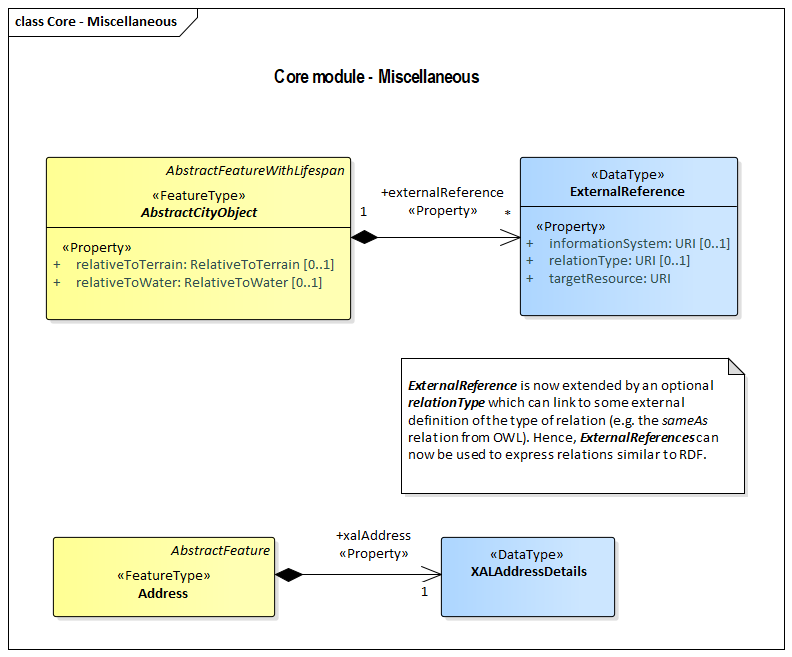 class Core - Miscellaneous
Core module - Miscellaneous
AbstractFeatureWithLifespan
«FeatureType»
AbstractCityObject
«Property»
+ relativeToTerrain: RelativeToTerrain [0..1]
+ relativeToWater: RelativeToWater [0..1]
+externalReference
«Property»
1
*
«DataType»
ExternalReference
«Property»
+ informationSystem: URI [0..1]
+ relationType: URI [0..1]
+ targetResource: URI
ExternalReference is now extended by an optional
relationType which can link to some external
definition of the type of relation (e.g. the sameAs
relation from OWL). Hence, ExternalReferences can
now be used to express relations similar to RDF.
AbstractFeature
«FeatureType»
Address
+xalAddress
«Property»
1
«DataType»
XALAddressDetails